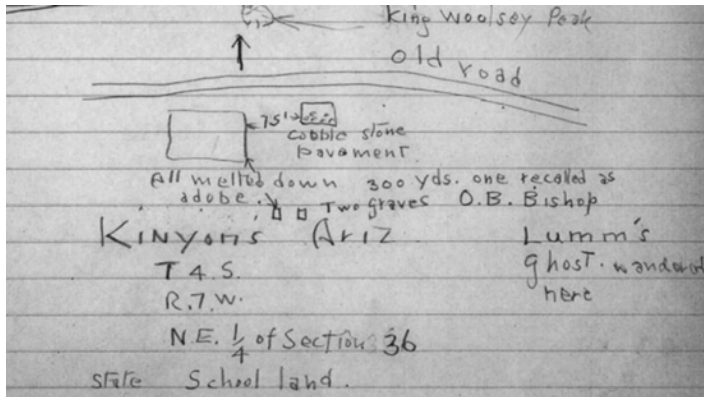 King Woolsey Peak
old road
75'
cobble stone
pavement
All melted down 300 yds. one recalled as
adobe. Two graves O.B. Bishop
Kinyons Ariz
Lumm's
ghost. wandered
here
T 4. S.
R. 7. W.
N.E. 1/4 of Section 36
state School land.